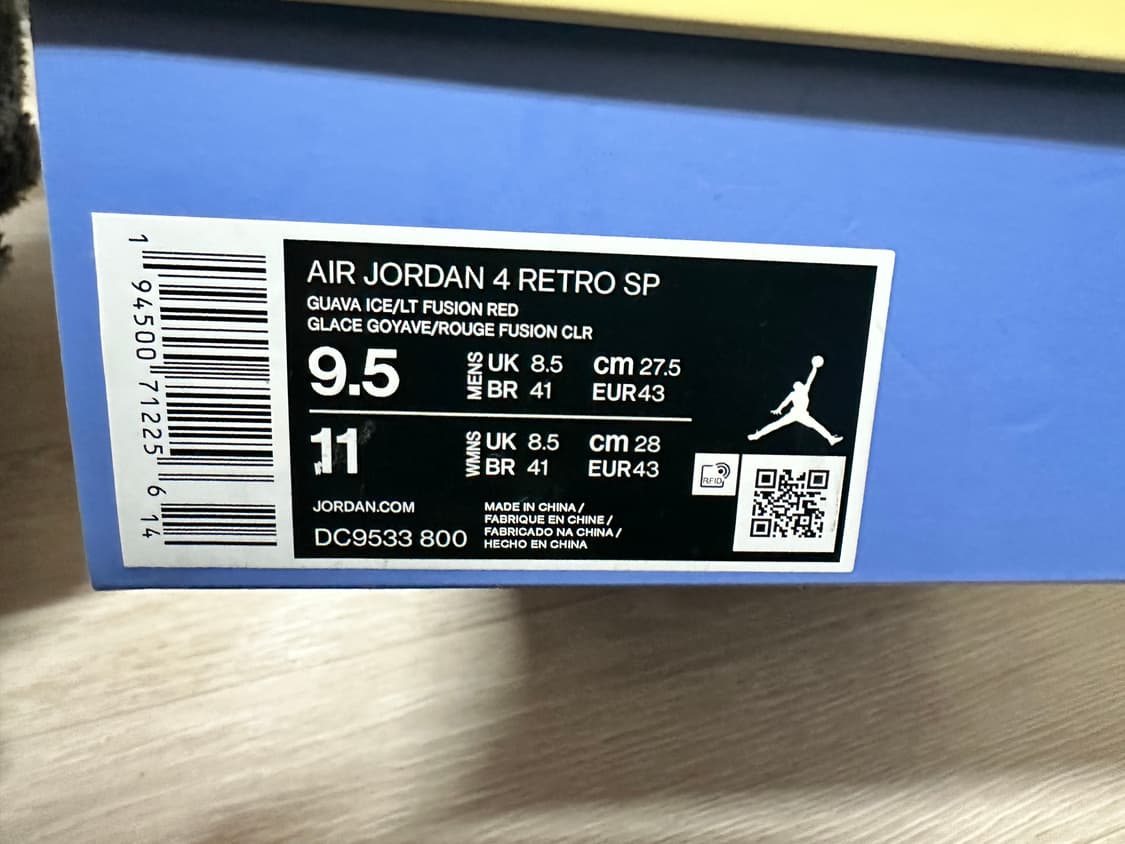 1 94500 71225 6 14
AIR JORDAN 4 RETRO SP
GUAVA ICE/LT FUSION RED
GLACE GOYAVE/ROUGE FUSION CLR
9.5
MENS
UK 8.5 cm 27.5
BR 41 EUR43
11
WMNS
UK 8.5 cm 28
BR 41 EUR43
RFID
JORDAN.COM
DC9533 800
MADE IN CHINA /
FABRIQUE EN CHINE /
FABRICADO NA CHINA /
HECHO EN CHINA